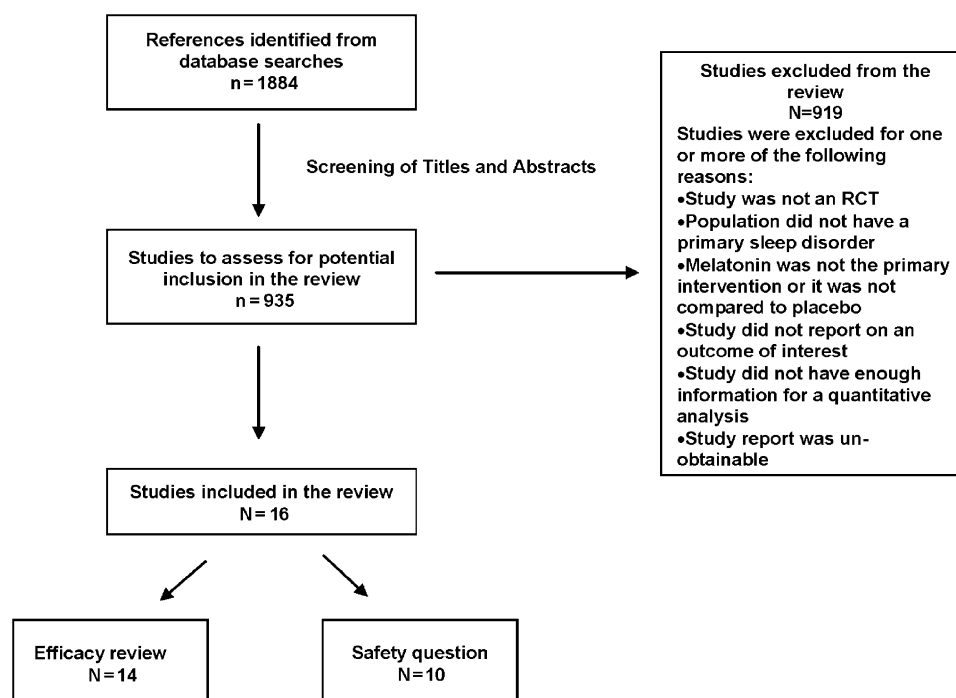 References identified from
database searches
n = 1884
Screening of Titles and Abstracts
Studies to assess for potential
inclusion in the review
n = 935
Studies excluded from the
review
N=919
Studies were excluded for one
or more of the following
reasons:
•Study was not an RCT
•Population did not have a
primary sleep disorder
•Melatonin was not the primary
intervention or it was not
compared to placebo
•Study did not report on an
outcome of interest
•Study did not have enough
information for a quantitative
analysis
•Study report was un-
obtainable
Studies included in the review
N = 16
Efficacy review
N = 14
Safety question
N = 10